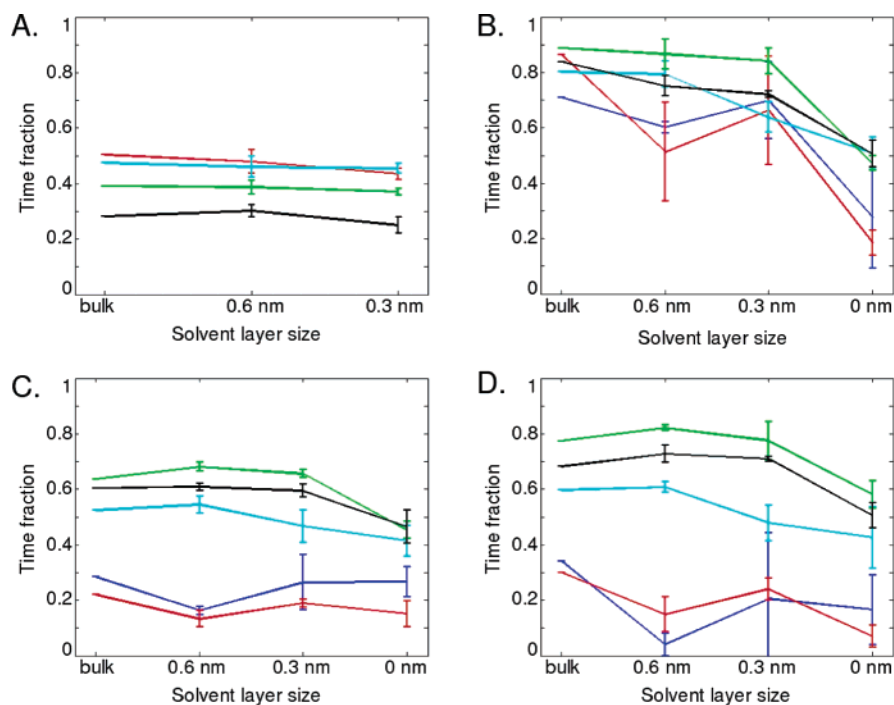 A.
1
0.8
0.6
0.4
0.2
0
Time fraction
bulk 0.6 nm 0.3 nm
Solvent layer size
B.
1
0.8
0.6
0.4
0.2
0
Time fraction
bulk 0.6 nm 0.3 nm 0 nm
Solvent layer size
C.
1
0.8
0.6
0.4
0.2
0
Time fraction
bulk 0.6 nm 0.3 nm 0 nm
Solvent layer size
D.
1
0.8
0.6
0.4
0.2
0
Time fraction
bulk 0.6 nm 0.3 nm 0 nm
Solvent layer size